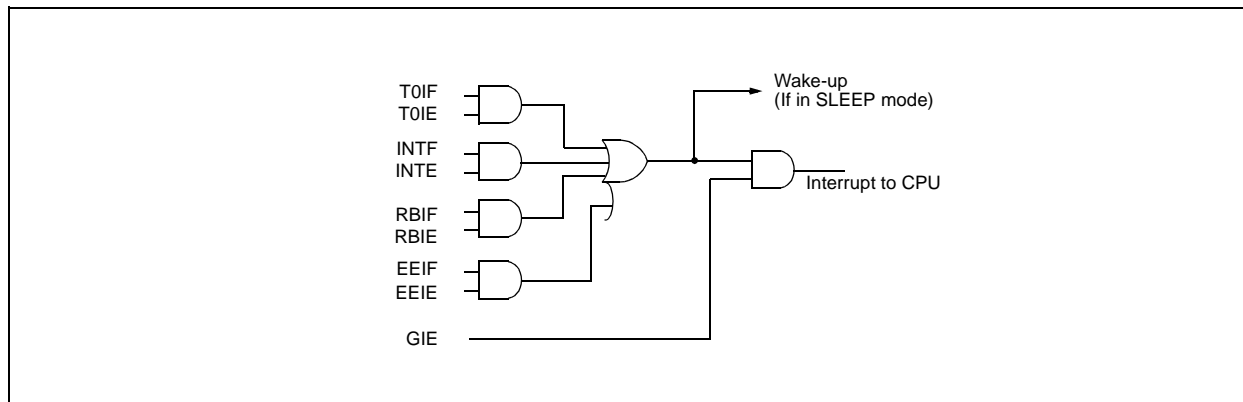 T0IF
T0IE
INTF
INTE
RBIF
RBIE
EEIF
EEIE
GIE
Wake-up
(If in SLEEP mode)
Interrupt to CPU